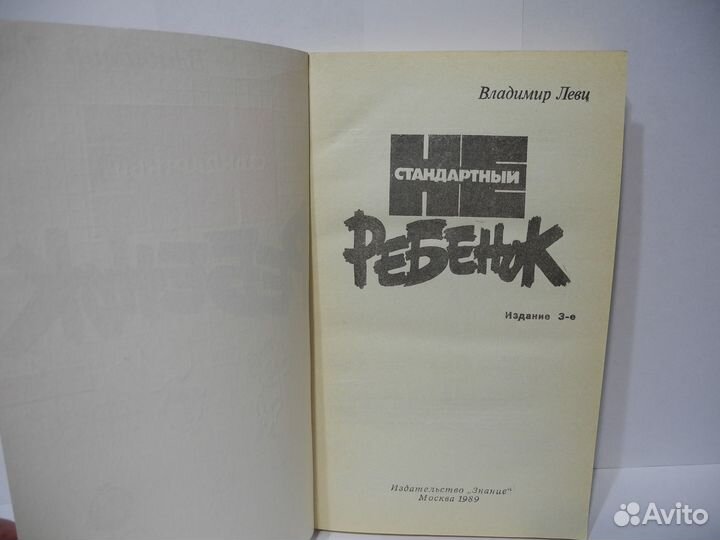 Владимир Леви
НЕ
СТАНДАРТНЫЙ
РЕБЕНОК
Издание 3-е
Издательство „Знание"
Москва 1989
Avito